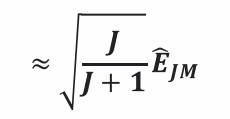 ≈ √(J / (J + 1)) Ê_JM